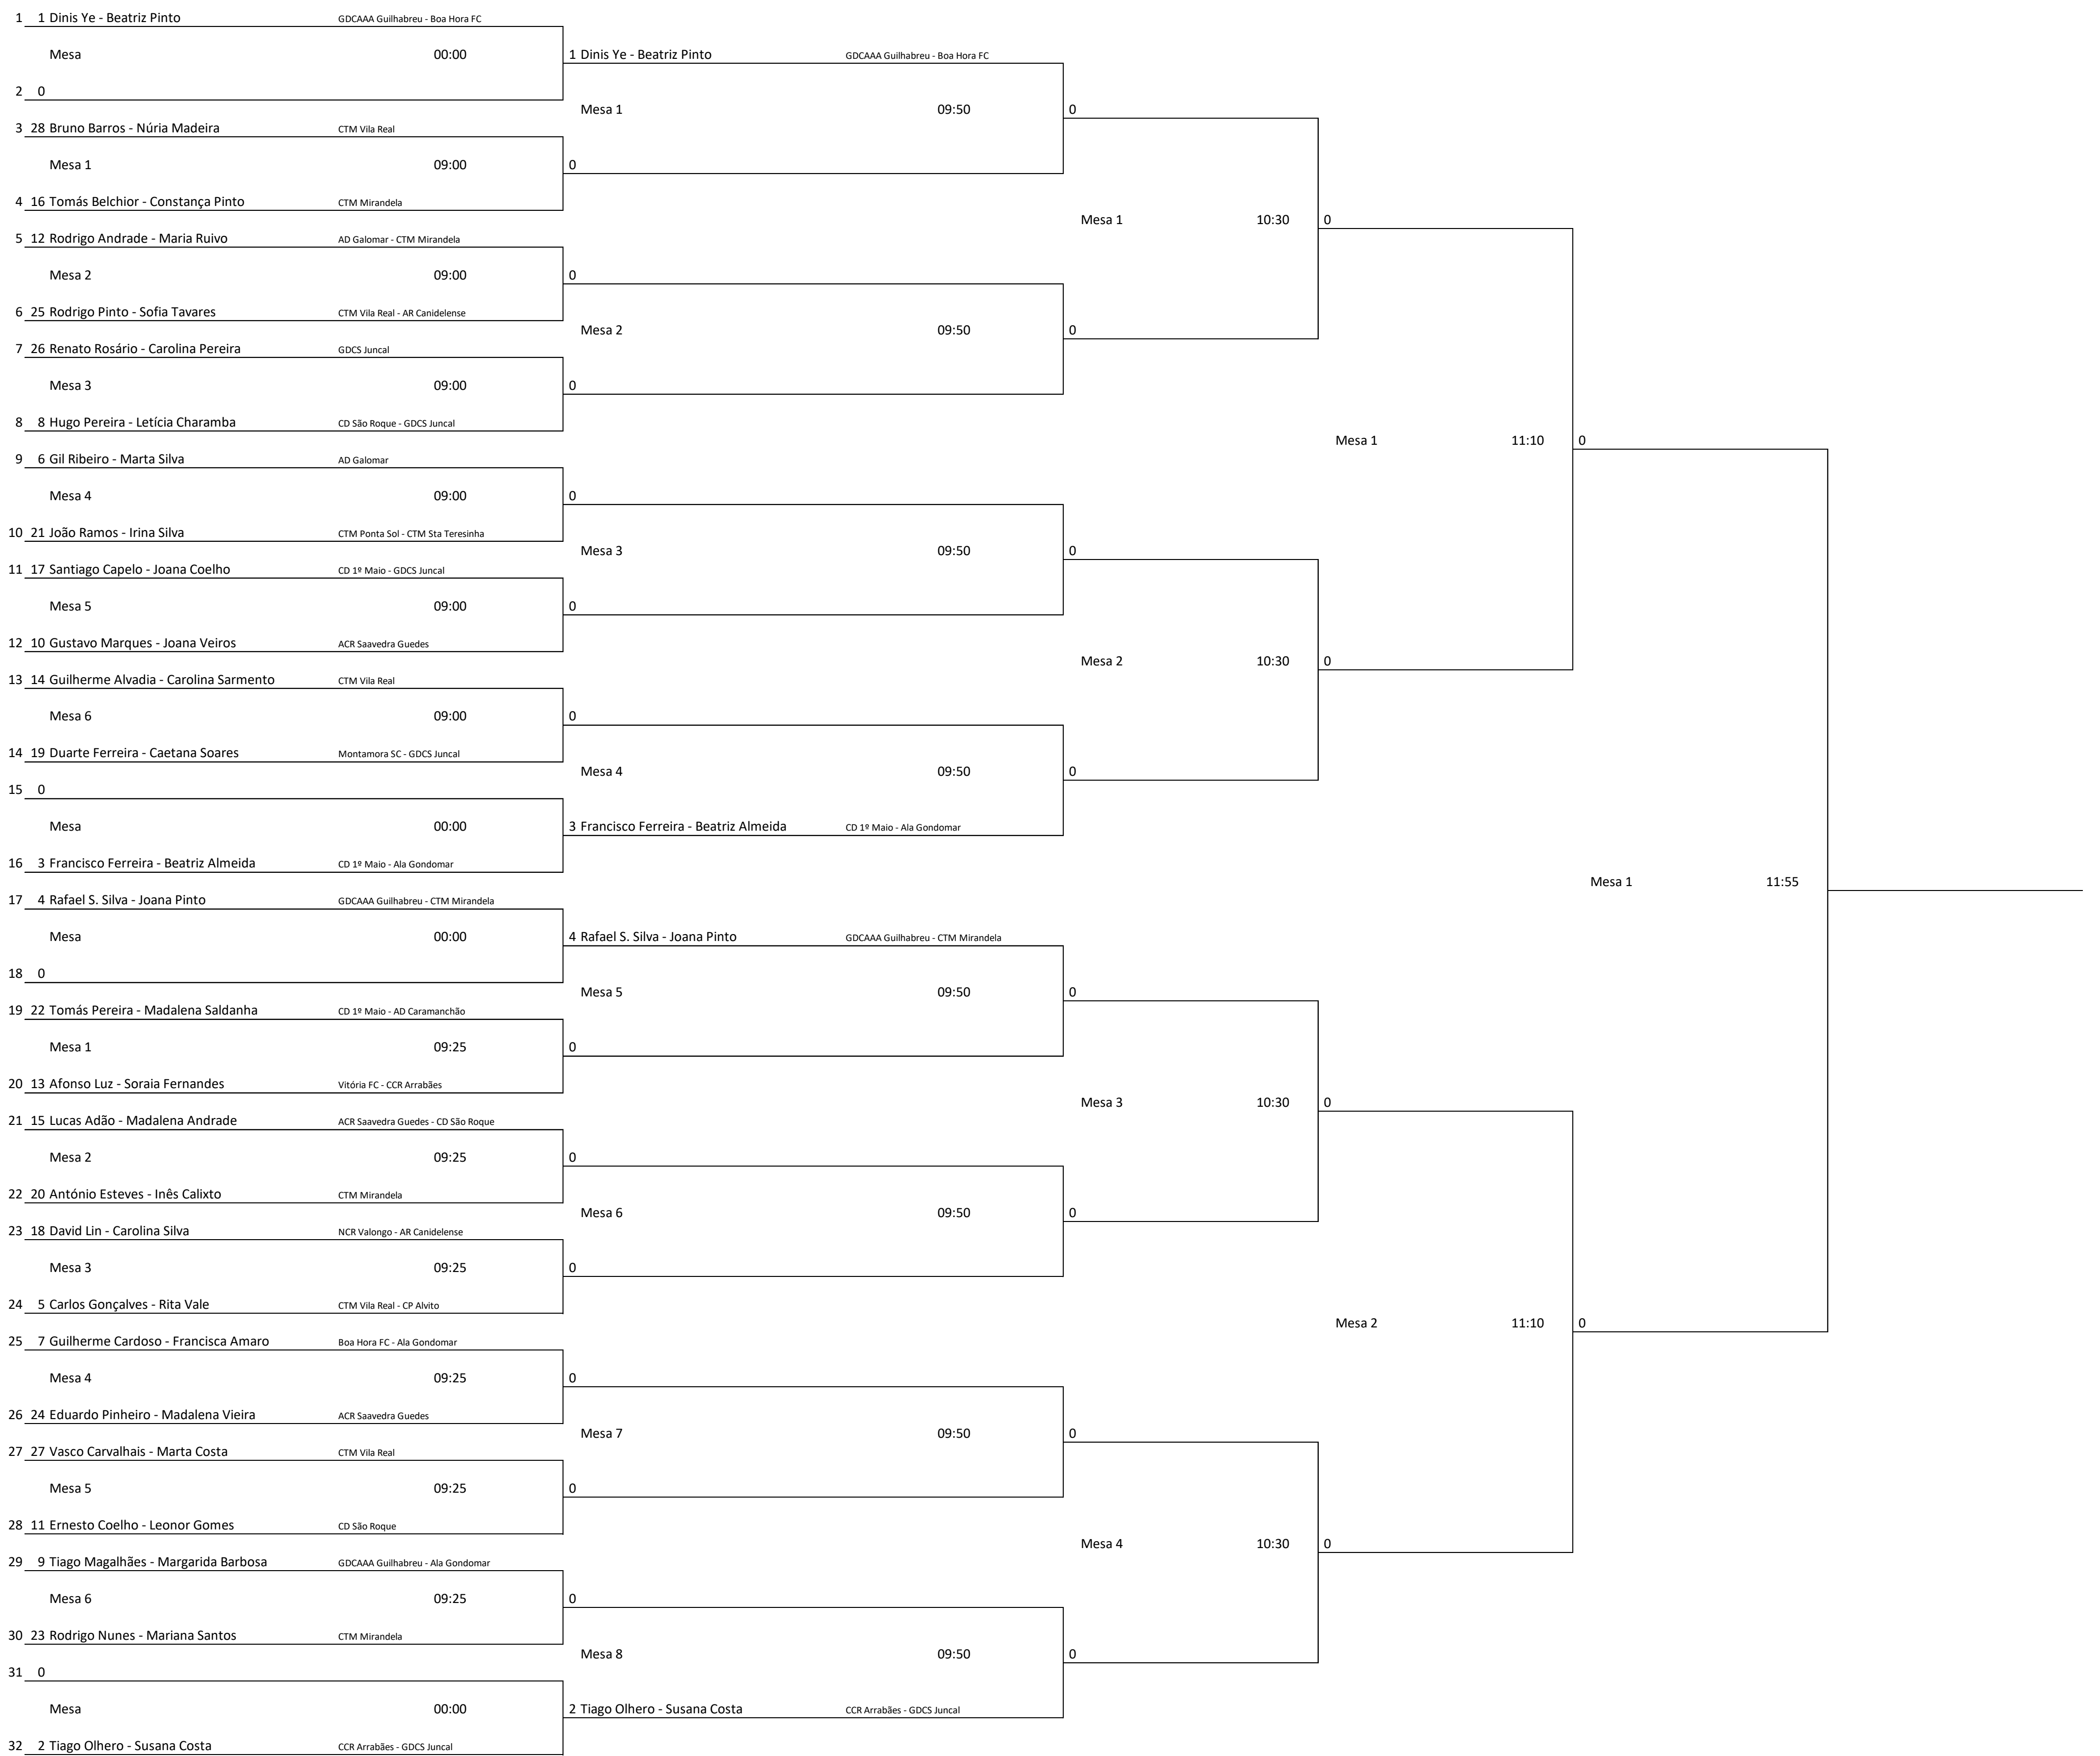 1 1 Dinis Ye - Beatriz Pinto GDCAAA Guilhabreu - Boa Hora FC
Mesa 00:00 1 Dinis Ye - Beatriz Pinto GDCAAA Guilhabreu - Boa Hora FC
2 0
Mesa 1 09:50 0
3 28 Bruno Barros - Núria Madeira CTM Vila Real
Mesa 1 09:00 0
4 16 Tomás Belchior - Constança Pinto CTM Mirandela
Mesa 1 10:30 0
5 12 Rodrigo Andrade - Maria Ruivo AD Galomar - CTM Mirandela
Mesa 2 09:00 0
6 25 Rodrigo Pinto - Sofia Tavares CTM Vila Real - AR Canidelense
Mesa 2 09:50 0
7 26 Renato Rosário - Carolina Pereira GDCS Juncal
Mesa 3 09:00 0
8 8 Hugo Pereira - Letícia Charamba CD São Roque - GDCS Juncal
Mesa 1 11:10 0
9 6 Gil Ribeiro - Marta Silva AD Galomar
Mesa 4 09:00 0
10 21 João Ramos - Irina Silva CTM Ponta Sol - CTM Sta Teresinha
Mesa 3 09:50 0
11 17 Santiago Capelo - Joana Coelho CD 1º Maio - GDCS Juncal
Mesa 5 09:00 0
12 10 Gustavo Marques - Joana Veiros ACR Saavedra Guedes
Mesa 2 10:30 0
13 14 Guilherme Alvadia - Carolina Sarmento CTM Vila Real
Mesa 6 09:00 0
14 19 Duarte Ferreira - Caetana Soares Montamora SC - GDCS Juncal
Mesa 4 09:50 0
15 0
Mesa 00:00 3 Francisco Ferreira - Beatriz Almeida CD 1º Maio - Ala Gondomar
16 3 Francisco Ferreira - Beatriz Almeida CD 1º Maio - Ala Gondomar
Mesa 1 11:55
17 4 Rafael S. Silva - Joana Pinto GDCAAA Guilhabreu - CTM Mirandela
Mesa 00:00 4 Rafael S. Silva - Joana Pinto GDCAAA Guilhabreu - CTM Mirandela
18 0
Mesa 5 09:50 0
19 22 Tomás Pereira - Madalena Saldanha CD 1º Maio - AD Caramanchão
Mesa 1 09:25 0
20 13 Afonso Luz - Soraia Fernandes Vitória FC - CCR Arrabães
Mesa 3 10:30 0
21 15 Lucas Adão - Madalena Andrade ACR Saavedra Guedes - CD São Roque
Mesa 2 09:25 0
22 20 António Esteves - Inês Calixto CTM Mirandela
Mesa 6 09:50 0
23 18 David Lin - Carolina Silva NCR Valongo - AR Canidelense
Mesa 3 09:25 0
24 5 Carlos Gonçalves - Rita Vale CTM Vila Real - CP Alvito
Mesa 2 11:10 0
25 7 Guilherme Cardoso - Francisca Amaro Boa Hora FC - Ala Gondomar
Mesa 4 09:25 0
26 24 Eduardo Pinheiro - Madalena Vieira ACR Saavedra Guedes
Mesa 7 09:50 0
27 27 Vasco Carvalhais - Marta Costa CTM Vila Real
Mesa 5 09:25 0
28 11 Ernesto Coelho - Leonor Gomes CD São Roque
Mesa 4 10:30 0
29 9 Tiago Magalhães - Margarida Barbosa GDCAAA Guilhabreu - Ala Gondomar
Mesa 6 09:25 0
30 23 Rodrigo Nunes - Mariana Santos CTM Mirandela
Mesa 8 09:50 0
31 0
Mesa 00:00 2 Tiago Olhero - Susana Costa CCR Arrabães - GDCS Juncal
32 2 Tiago Olhero - Susana Costa CCR Arrabães - GDCS Juncal